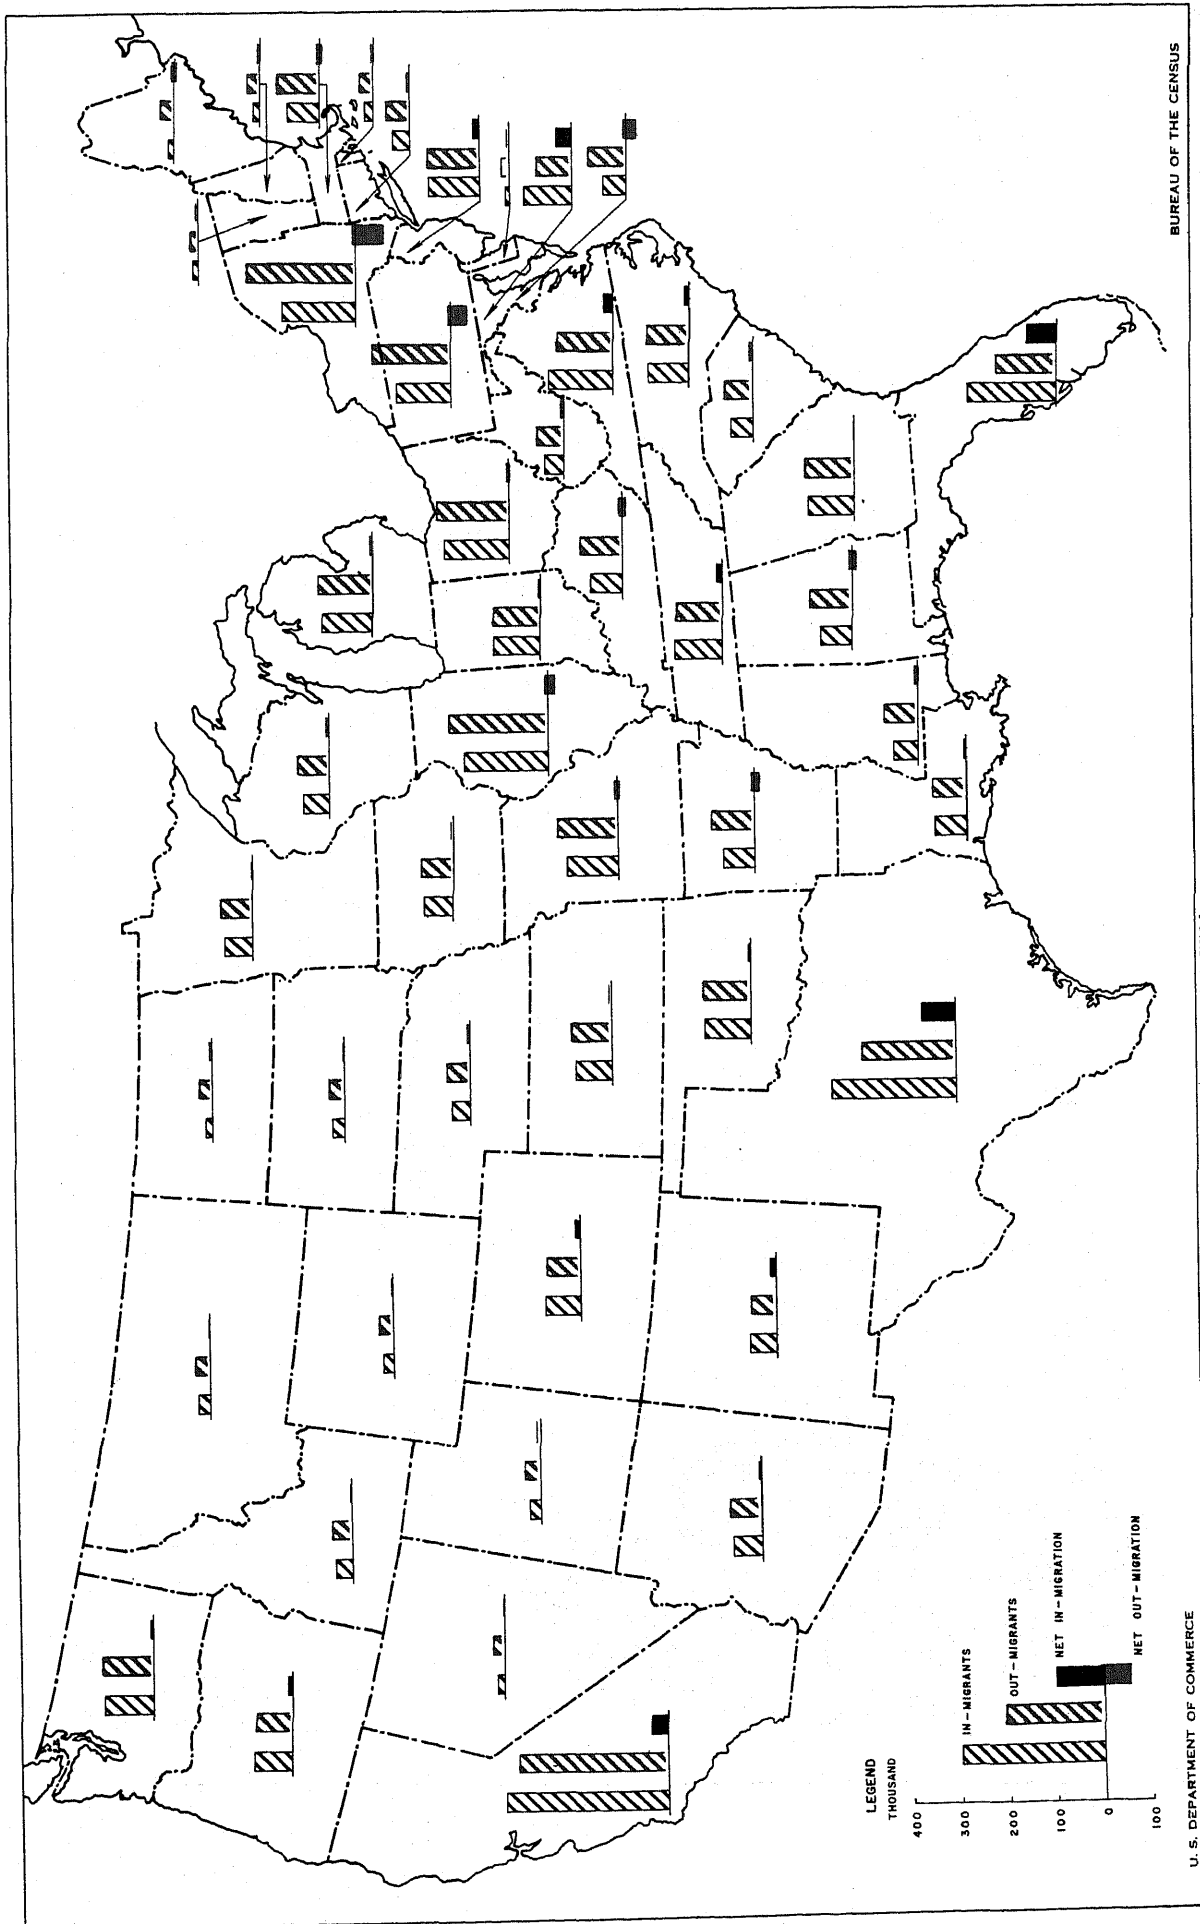 LEGEND
THOUSAND
400
300
200
100
0
100
IN-MIGRANTS
OUT-MIGRANTS
NET IN-MIGRATION
NET OUT-MIGRATION
U. S. DEPARTMENT OF COMMERCE
BUREAU OF THE CENSUS